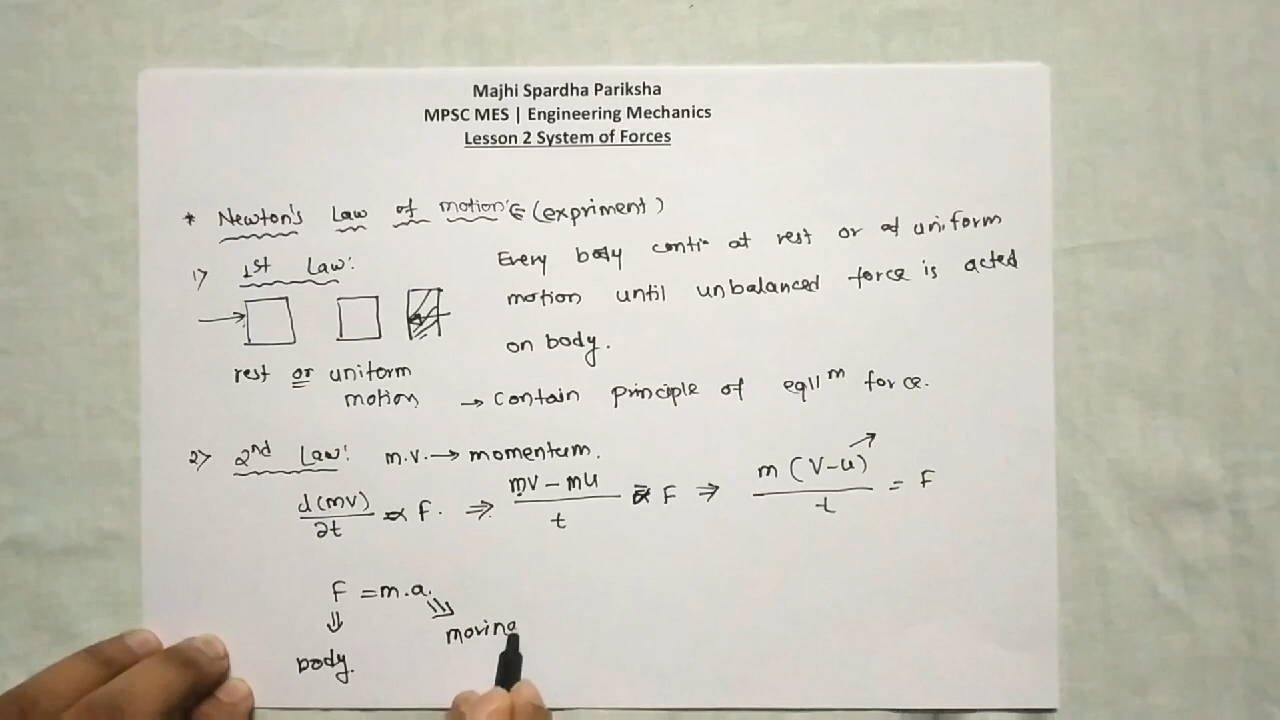 Majhi Spardha Pariksha
MPSC MES | Engineering Mechanics
Lesson 2 System of Forces
* Newton's Law of motion's (expriment)
1) 1st Law:
Every body conti^n at rest or of uniform
motion until unbalanced force is acted
on body.
rest or uniform
motion
→ contain principle of eqll^m force.
2) 2nd Law: m.v. → momentum.
d(mv)/∂t ∝ F. ⇒ mv - mu / t ∝ F ⇒ m(v-u) / t = F
F = m.a.
⇓
body.
moving